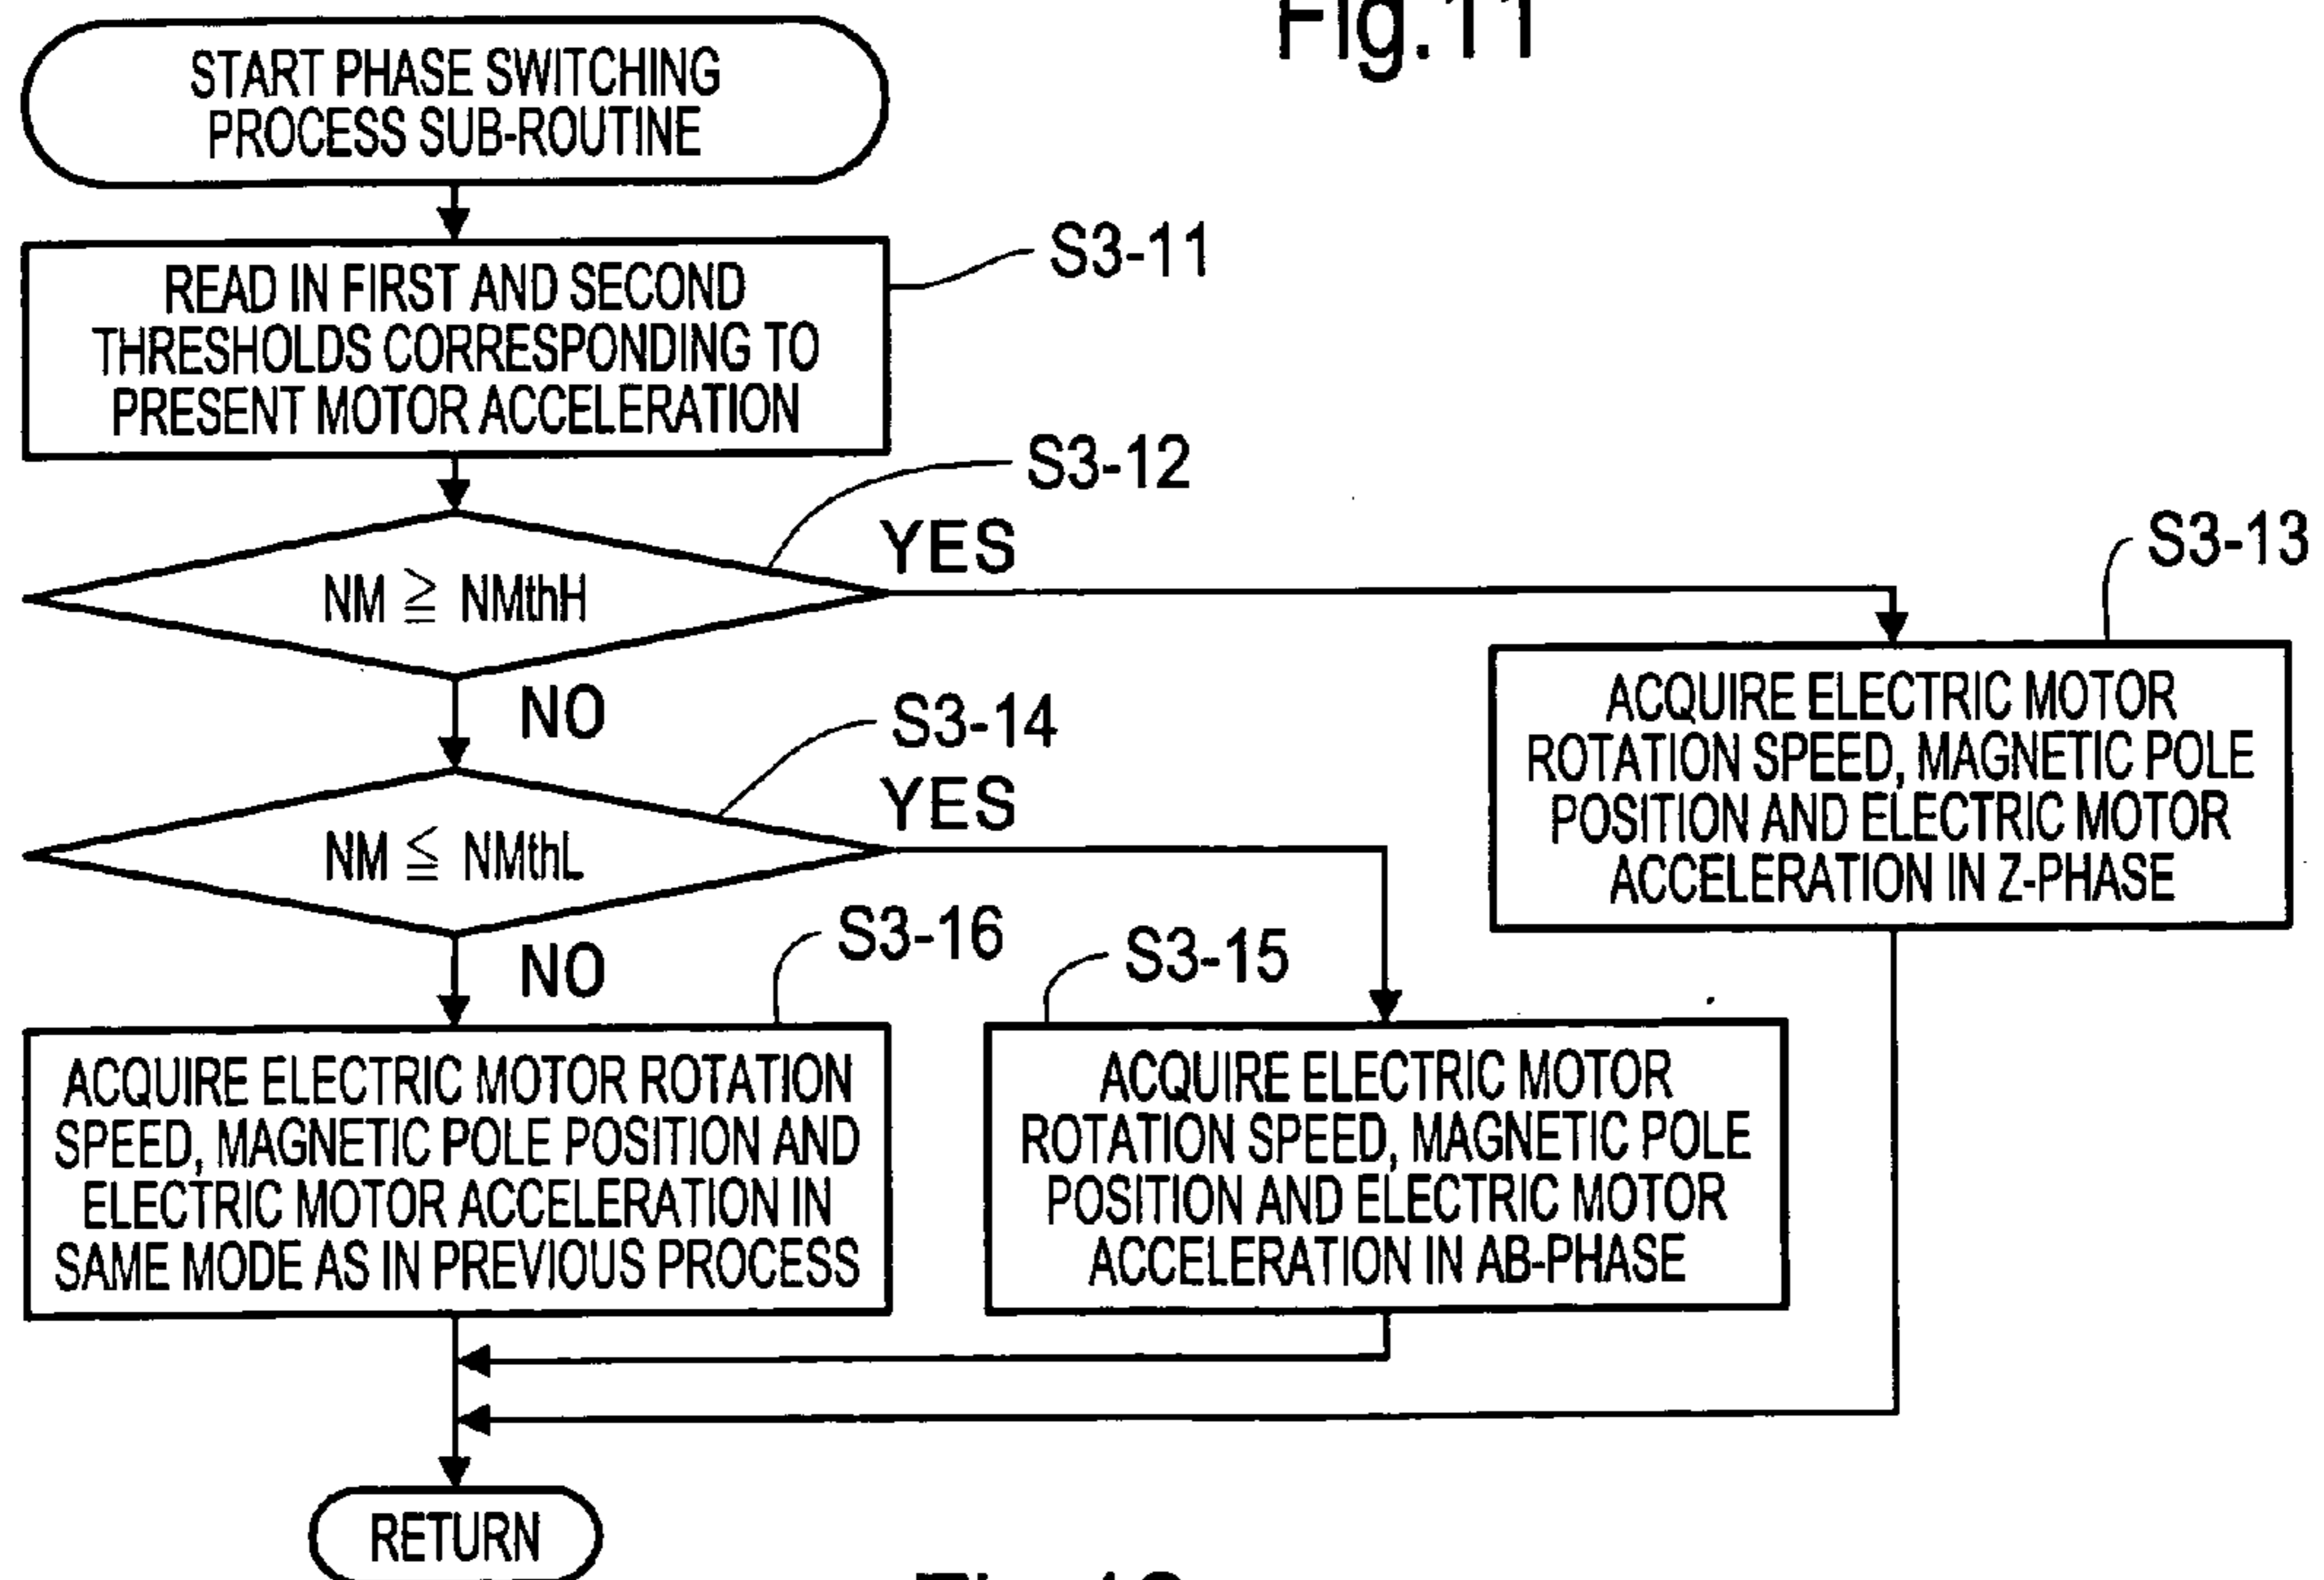 Fig.11
START PHASE SWITCHING
PROCESS SUB-ROUTINE
S3-11
READ IN FIRST AND SECOND
THRESHOLDS CORRESPONDING TO
PRESENT MOTOR ACCELERATION
S3-12
NM ≧ NMthH
YES
NO
S3-13
ACQUIRE ELECTRIC MOTOR
ROTATION SPEED, MAGNETIC POLE
POSITION AND ELECTRIC MOTOR
ACCELERATION IN Z-PHASE
S3-14
NM ≦ NMthL
YES
NO
S3-16
ACQUIRE ELECTRIC MOTOR ROTATION
SPEED, MAGNETIC POLE POSITION AND
ELECTRIC MOTOR ACCELERATION IN
SAME MODE AS IN PREVIOUS PROCESS
S3-15
ACQUIRE ELECTRIC MOTOR
ROTATION SPEED, MAGNETIC POLE
POSITION AND ELECTRIC MOTOR
ACCELERATION IN AB-PHASE
RETURN